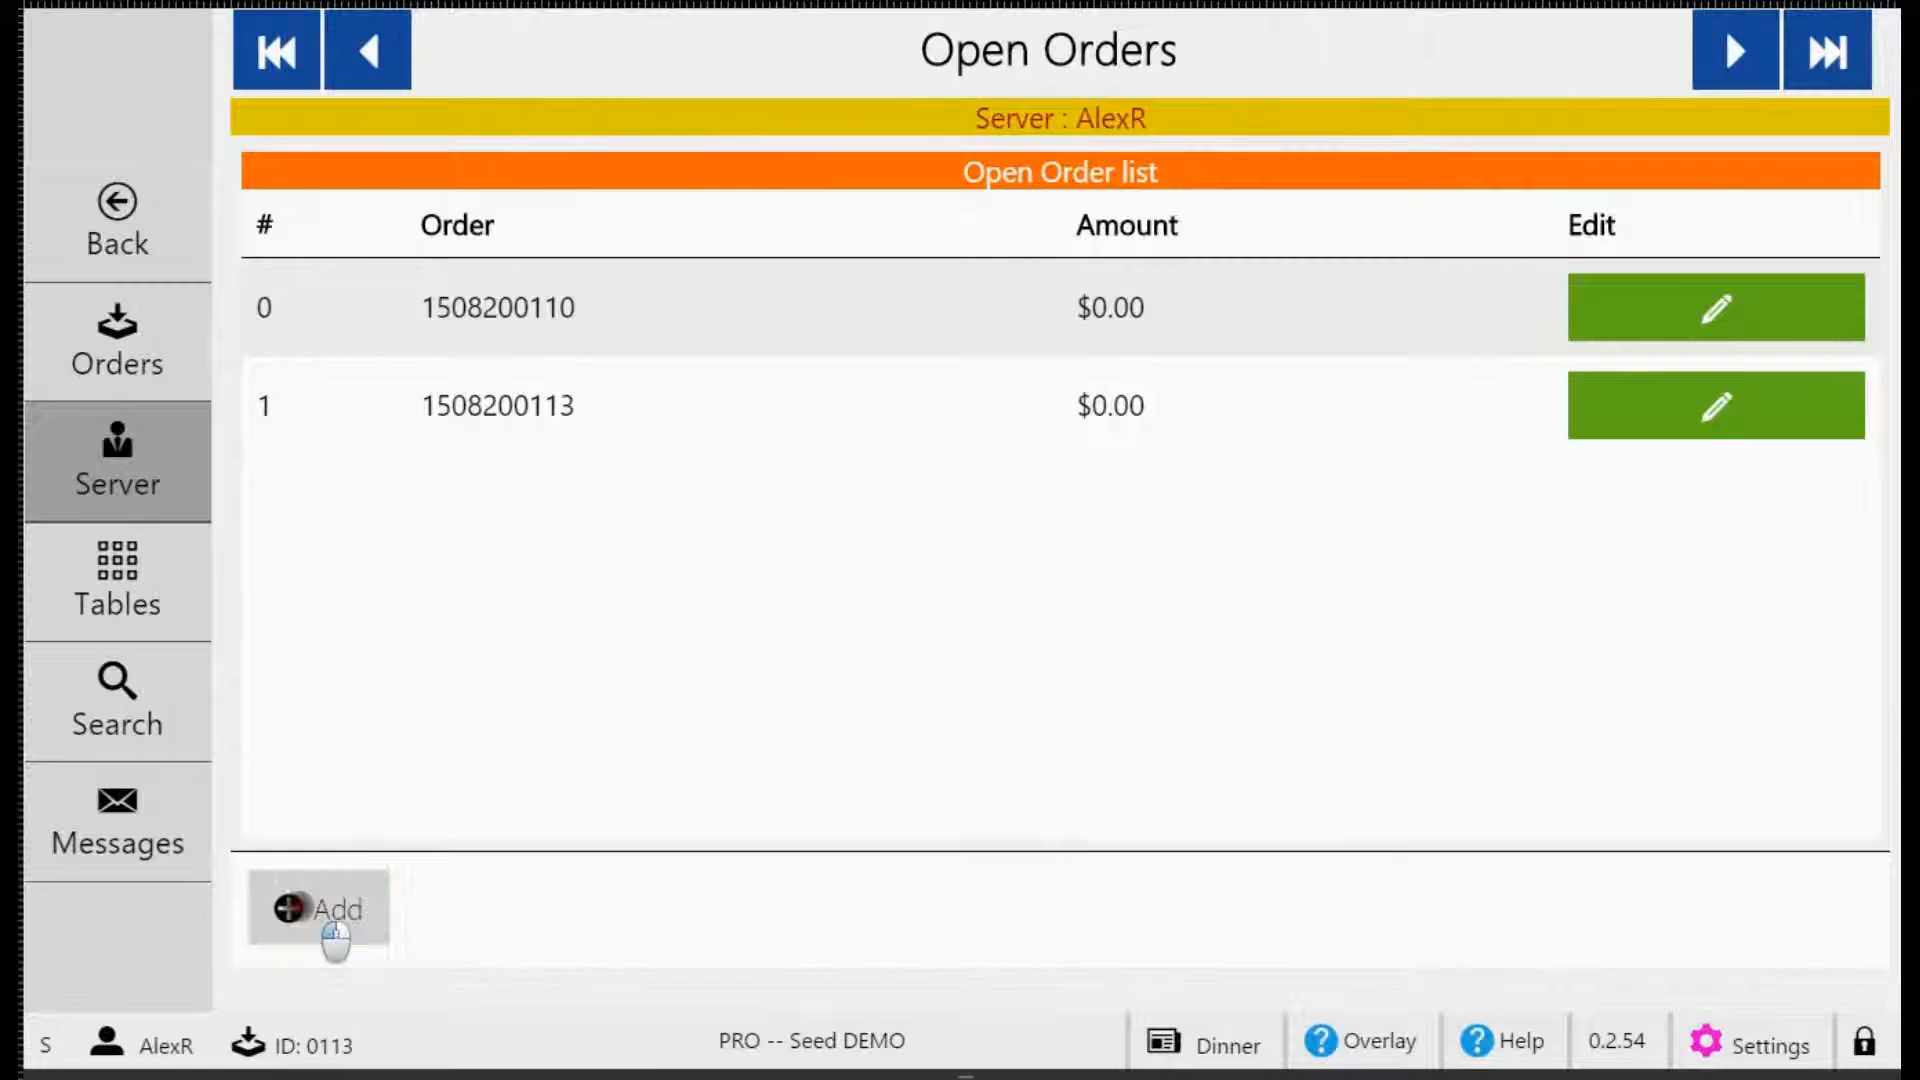 Open Orders
Server : AlexR
Open Order list
# Order Amount Edit
0 1508200110 $0.00
1 1508200113 $0.00
Back
Orders
Server
Tables
Search
Messages
Add
S AlexR ID: 0113 PRO -- Seed DEMO Dinner Overlay Help 0.2.54 Settings